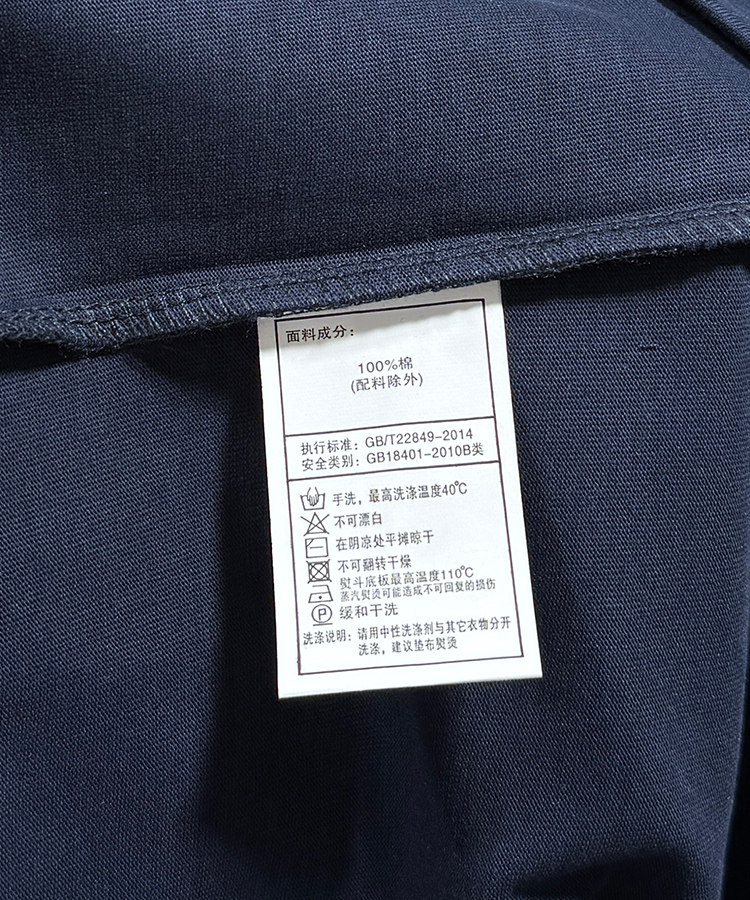 面料成分：
100%棉
(配料除外)
执行标准：GB/T22849-2014
安全类别：GB18401-2010B类
手洗，最高洗涤温度40℃
不可漂白
在阴凉处平摊晾干
不可翻转干燥
熨斗底板最高温度110℃
蒸汽熨烫可能造成不可回复的损伤
P 缓和干洗
洗涤说明：请用中性洗涤剂与其它衣物分开
洗涤，建议垫布熨烫